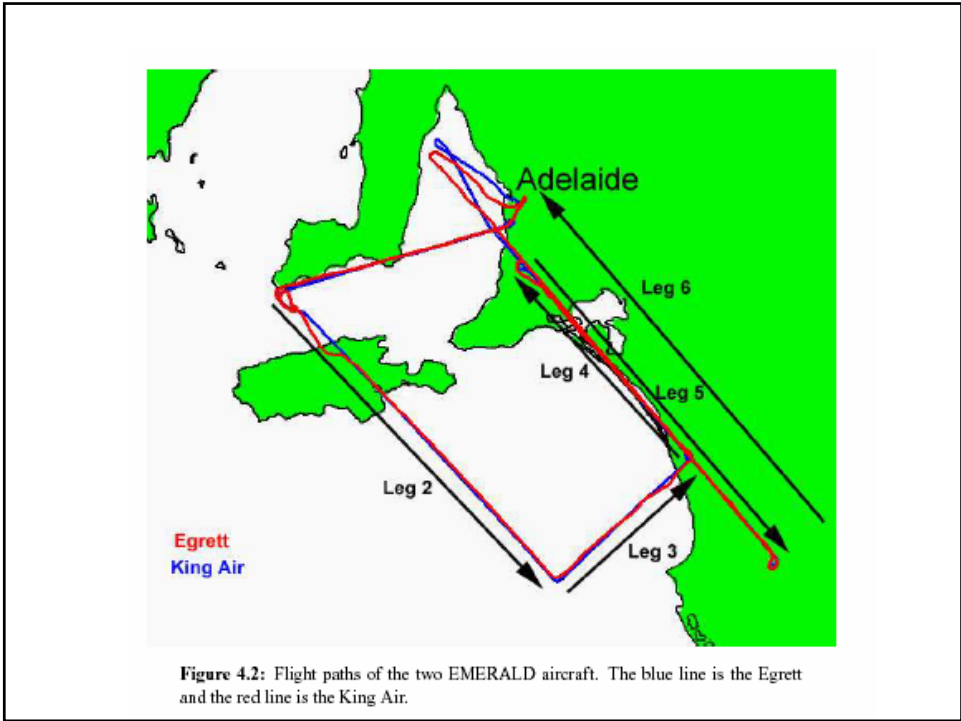 Adelaide
Leg 6
Leg 4
Leg 5
Leg 2
Leg 3
Egrett
King Air
Figure 4.2: Flight paths of the two EMERALD aircraft. The blue line is the Egrett
and the red line is the King Air.